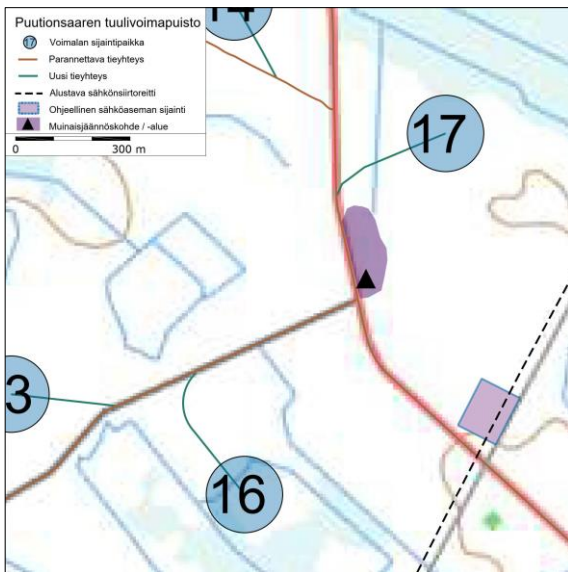 Puutionsaaren tuulivoimapuisto
17 Voimalan sijaintipaikka
Parannettava tieyhteys
Uusi tieyhteys
Alustava sähkönsiirtoreitti
Ohjeellinen sähköaseman sijainti
Muinaisjäännöskohde / -alue
0 300 m
14
17
3
16